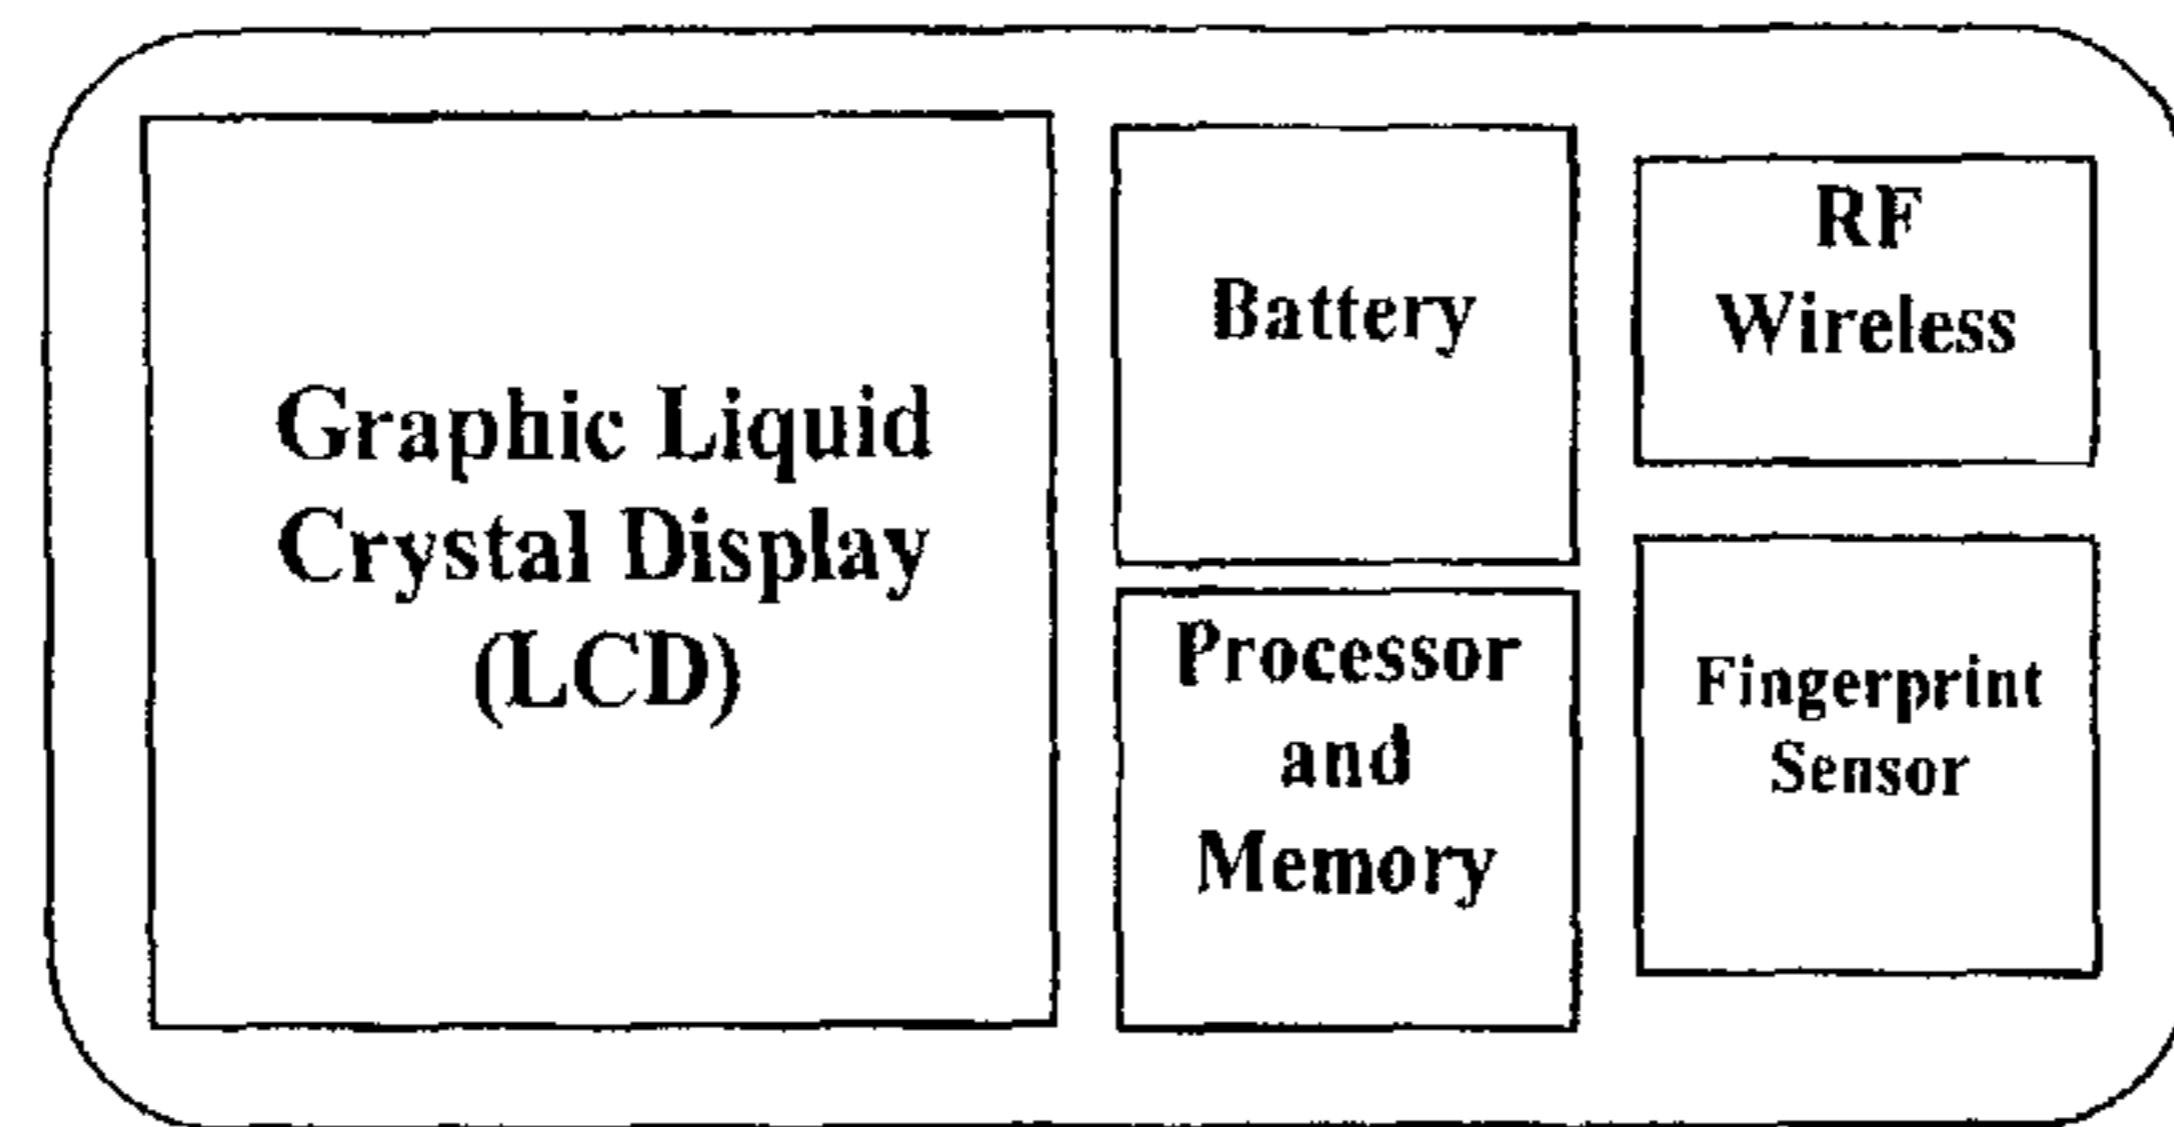 Graphic Liquid
Crystal Display
(LCD)
Battery
Processor
and
Memory
RF
Wireless
Fingerprint
Sensor